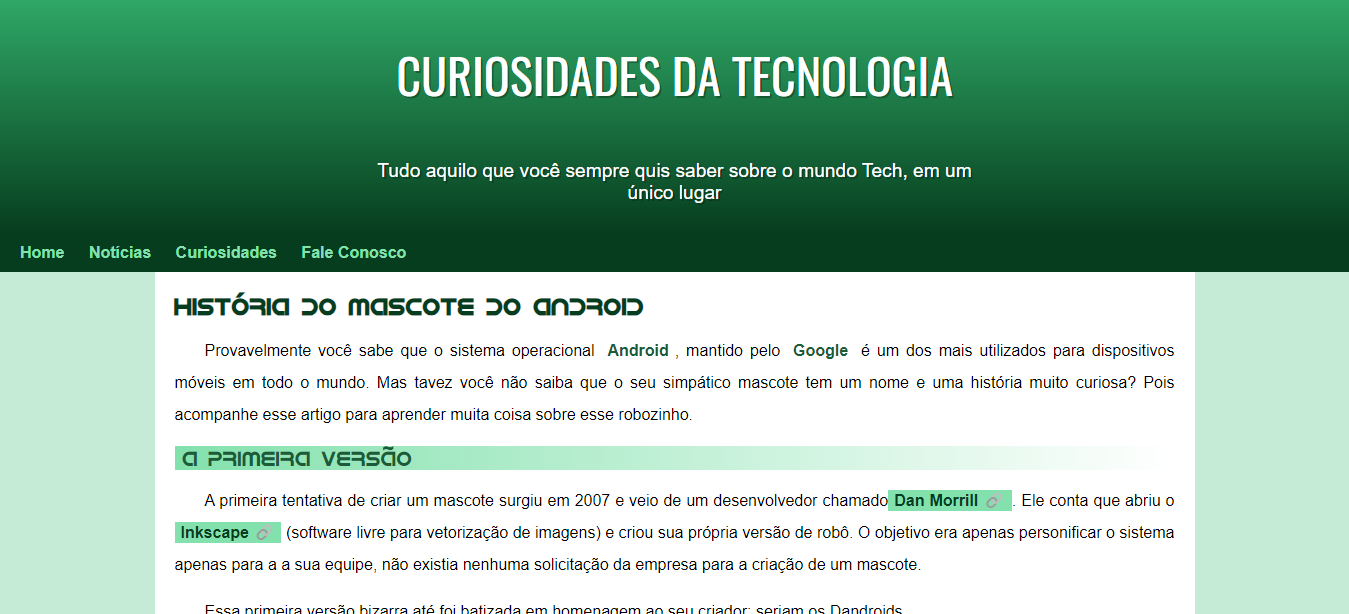 CURIOSIDADES DA TECNOLOGIA
Tudo aquilo que você sempre quis saber sobre o mundo Tech, em um
único lugar
Home Notícias Curiosidades Fale Conosco
HISTÓRIA DO MASCOTE DO ANDROID
Provavelmente você sabe que o sistema operacional Android , mantido pelo Google é um dos mais utilizados para dispositivos
móveis em todo o mundo. Mas tavez você não saiba que o seu simpático mascote tem um nome e uma história muito curiosa? Pois
acompanhe esse artigo para aprender muita coisa sobre esse robozinho.
A PRIMEIRA VERSÃO
A primeira tentativa de criar um mascote surgiu em 2007 e veio de um desenvolvedor chamado Dan Morrill . Ele conta que abriu o
Inkscape (software livre para vetorização de imagens) e criou sua própria versão de robô. O objetivo era apenas personificar o sistema
apenas para a a sua equipe, não existia nenhuma solicitação da empresa para a criação de um mascote.
Essa primeira versão bizarra até foi batizada em homenagem ao seu criador: seriam os Dandroids